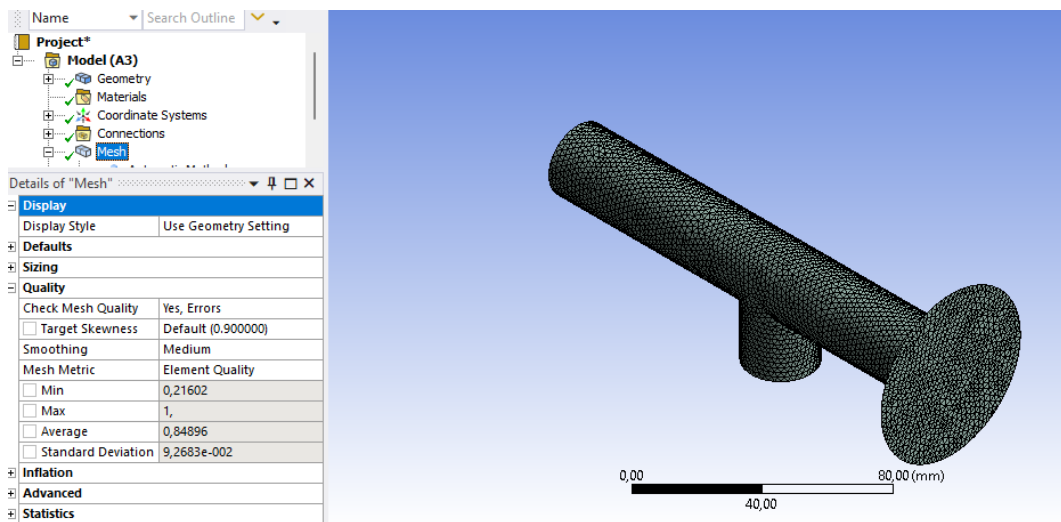 Name Search Outline
Project*
Model (A3)
Geometry
Materials
Coordinate Systems
Connections
Mesh
Details of "Mesh"
Display
Display Style Use Geometry Setting
Defaults
Sizing
Quality
Check Mesh Quality Yes, Errors
Target Skewness Default (0.900000)
Smoothing Medium
Mesh Metric Element Quality
Min 0,21602
Max 1,
Average 0,84896
Standard Deviation 9,2683e-002
Inflation
Advanced
Statistics
0,00 80,00 (mm)
40,00